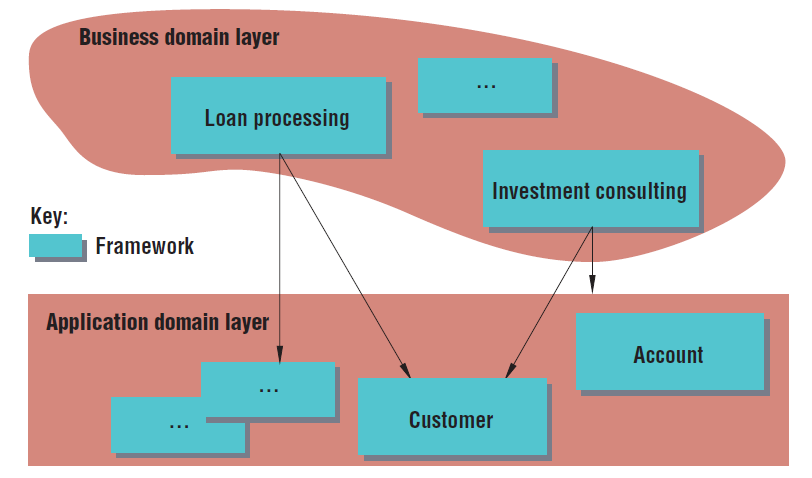 Business domain layer
...
Loan processing
Investment consulting
Key:
Framework
Application domain layer
Account
...
...
Customer